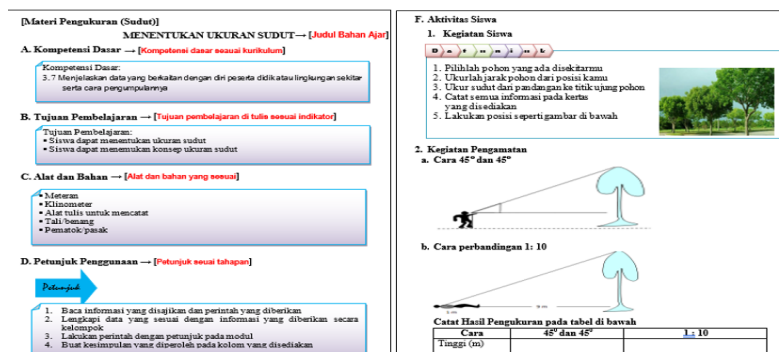 [Materi Pengukuran (Sudut)]
MENENTUKAN UKURAN SUDUT→ [Judul Bahan Ajar]
A. Kompetensi Dasar → [Kompetensi dasar sesuai kurikulum]
Kompetensi Dasar:
3.7 Menjelaskan data yang berkaitan dengan diri peserta didik atau lingkungan sekitar
serta cara pengumpulannya
B. Tujuan Pembelajaran → [Tujuan pembelajaran di tulis sesuai indikator]
Tujuan Pembelajaran:
• Siswa dapat menentukan ukuran sudut
• Siswa dapat menemukan konsep ukuran sudut
C. Alat dan Bahan → [Alat dan bahan yang sesuai]
• Meteran
• Klinometer
• Alat tulis untuk mencatat
• Tali/benang
• Pematok/pasak
D. Petunjuk Penggunaan → [Petunjuk seuai tahapan]
Petunjuk
1. Baca informasi yang disajikan dan perintah yang diberikan
2. Lengkapi data yang sesuai dengan informasi yang diberikan secara
kelompok
3. Lakukan perintah dengan petunjuk pada modul
4. Buat kesimpulan yang diperoleh pada kolom yang disediakan
F. Aktivitas Siswa
1. Kegiatan Siswa
1. Pilihlah pohon yang ada disekitarmu
2. Ukurlah jarak pohon dari posisi kamu
3. Ukur sudut dari pandangan ke titik ujung pohon
4. Catat semua informasi pada kertas
yang disediakan
5. Lakukan posisi seperti gambar di bawah
2. Kegiatan Pengamatan
a. Cara 45° dan 45°
b. Cara perbandingan 1: 10
Catat Hasil Pengukuran pada tabel di bawah
Cara 45° dan 45° 1 : 10
Tinggi (m)